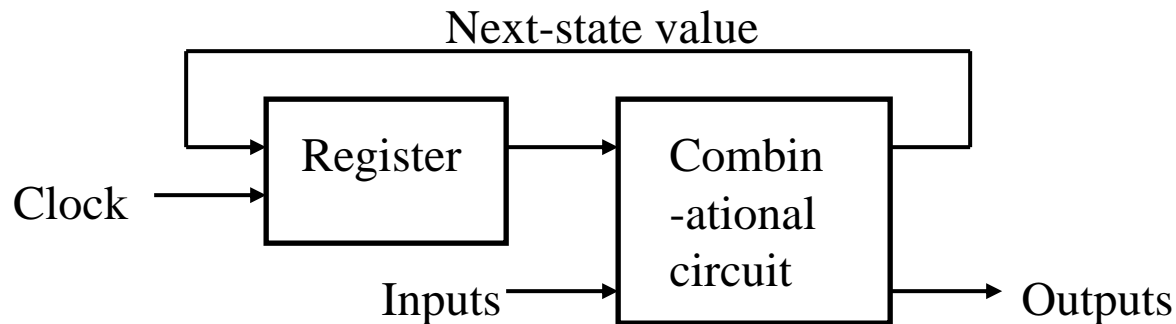 Next-state value
Register
Combin
-ational
circuit
Clock
Inputs
Outputs